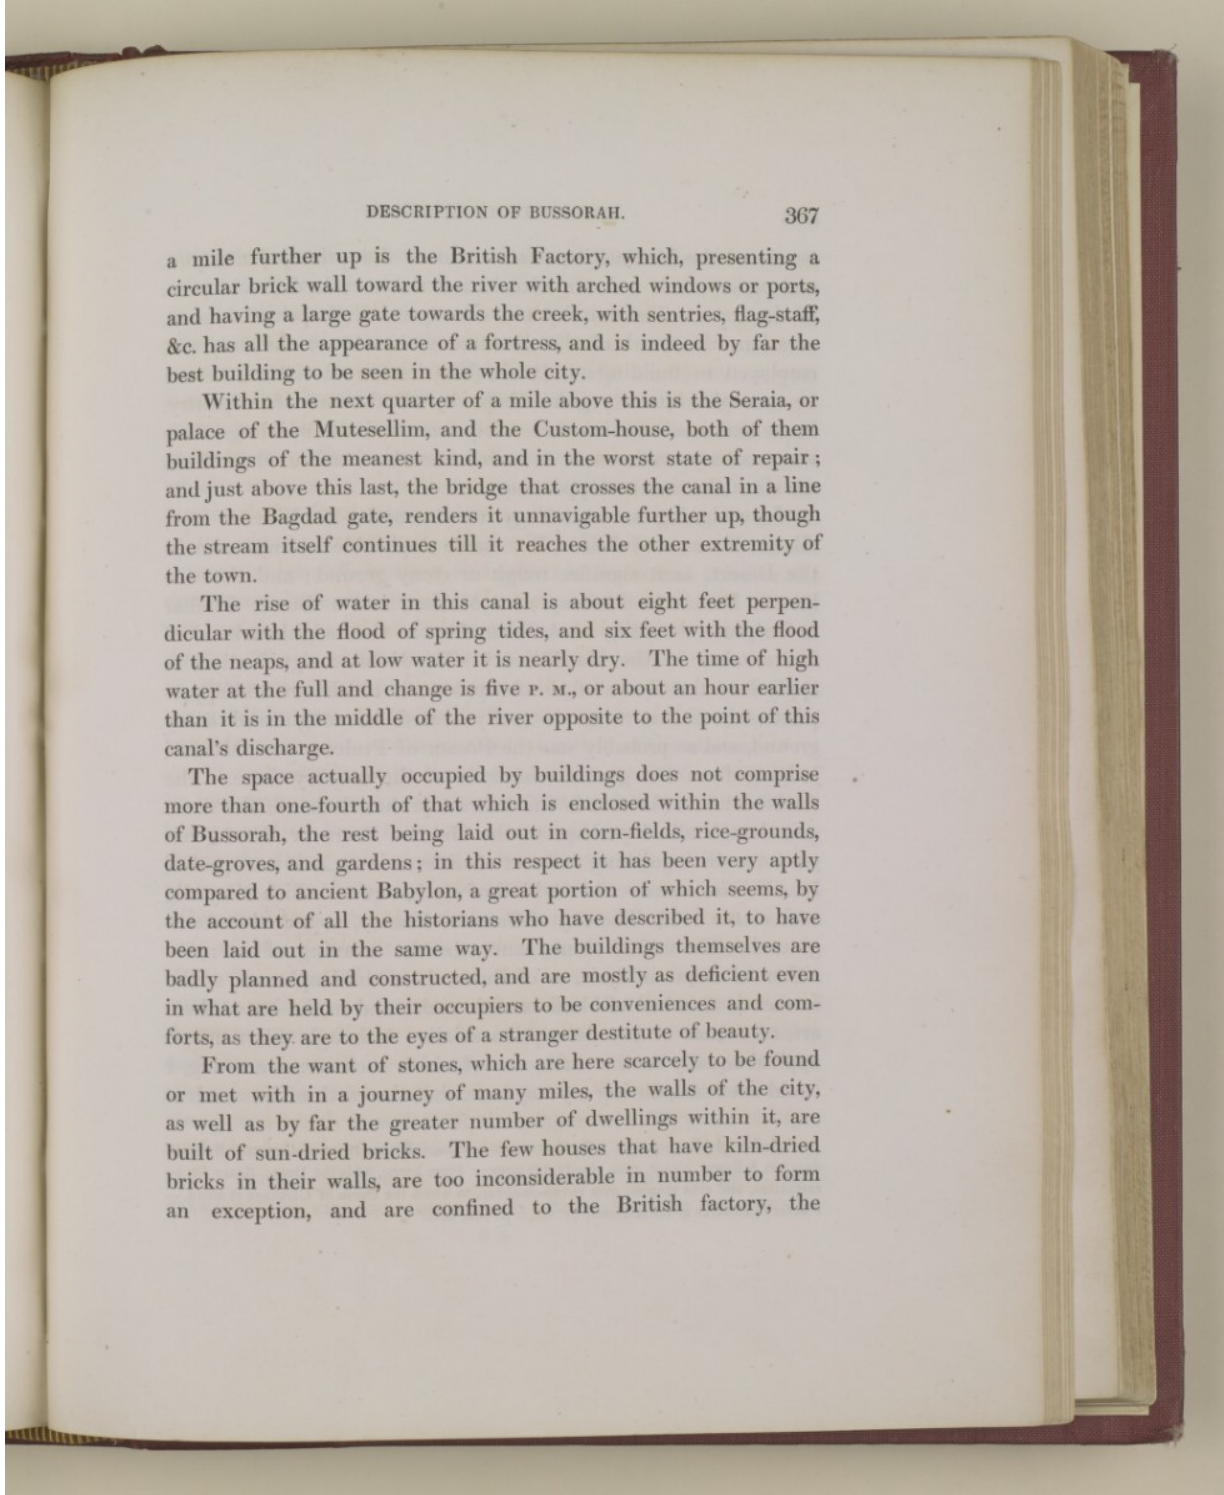 DESCRIPTION OF BUSSORAH. 367
a mile further up is the British Factory, which, presenting a
circular brick wall toward the river with arched windows or ports,
and having a large gate towards the creek, with sentries, flag-staff,
&c. has all the appearance of a fortress, and is indeed by far the
best building to be seen in the whole city.
Within the next quarter of a mile above this is the Seraia, or
palace of the Mutesellim, and the Custom-house, both of them
buildings of the meanest kind, and in the worst state of repair;
and just above this last, the bridge that crosses the canal in a line
from the Bagdad gate, renders it unnavigable further up, though
the stream itself continues till it reaches the other extremity of
the town.
The rise of water in this canal is about eight feet perpen-
dicular with the flood of spring tides, and six feet with the flood
of the neaps, and at low water it is nearly dry. The time of high
water at the full and change is five P. M., or about an hour earlier
than it is in the middle of the river opposite to the point of this
canal's discharge.
The space actually occupied by buildings does not comprise
more than one-fourth of that which is enclosed within the walls
of Bussorah, the rest being laid out in corn-fields, rice-grounds,
date-groves, and gardens; in this respect it has been very aptly
compared to ancient Babylon, a great portion of which seems, by
the account of all the historians who have described it, to have
been laid out in the same way. The buildings themselves are
badly planned and constructed, and are mostly as deficient even
in what are held by their occupiers to be conveniences and com-
forts, as they are to the eyes of a stranger destitute of beauty.
From the want of stones, which are here scarcely to be found
or met with in a journey of many miles, the walls of the city,
as well as by far the greater number of dwellings within it, are
built of sun-dried bricks. The few houses that have kiln-dried
bricks in their walls, are too inconsiderable in number to form
an exception, and are confined to the British factory, the